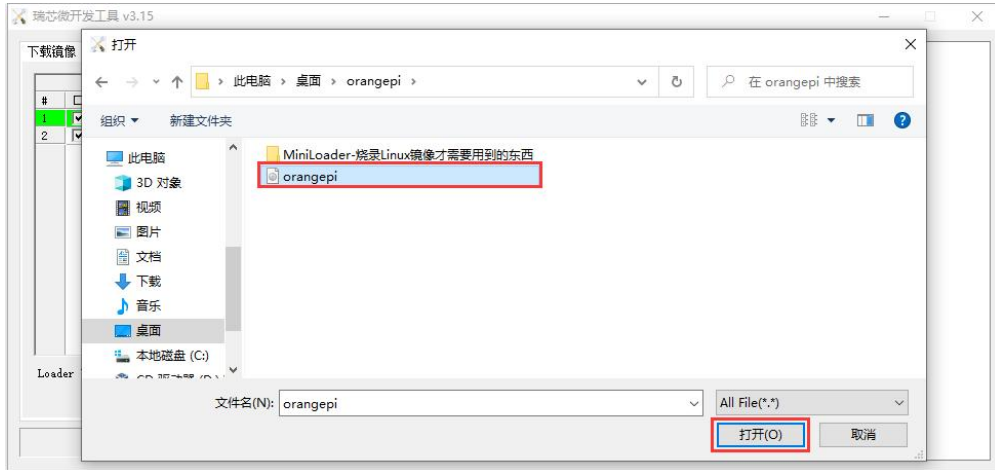 瑞芯微开发工具 v3.15
下载镜像
打开
此电脑 › 桌面 › orangepi ›
在 orangepi 中搜索
组织
新建文件夹
#
1
2
此电脑
3D 对象
视频
图片
文档
下载
音乐
桌面
本地磁盘 (C:)
MiniLoader-烧录Linux镜像才需要用到的东西
orangepi
Loader
文件名(N):
orangepi
All File(*.*)
打开(O)
取消